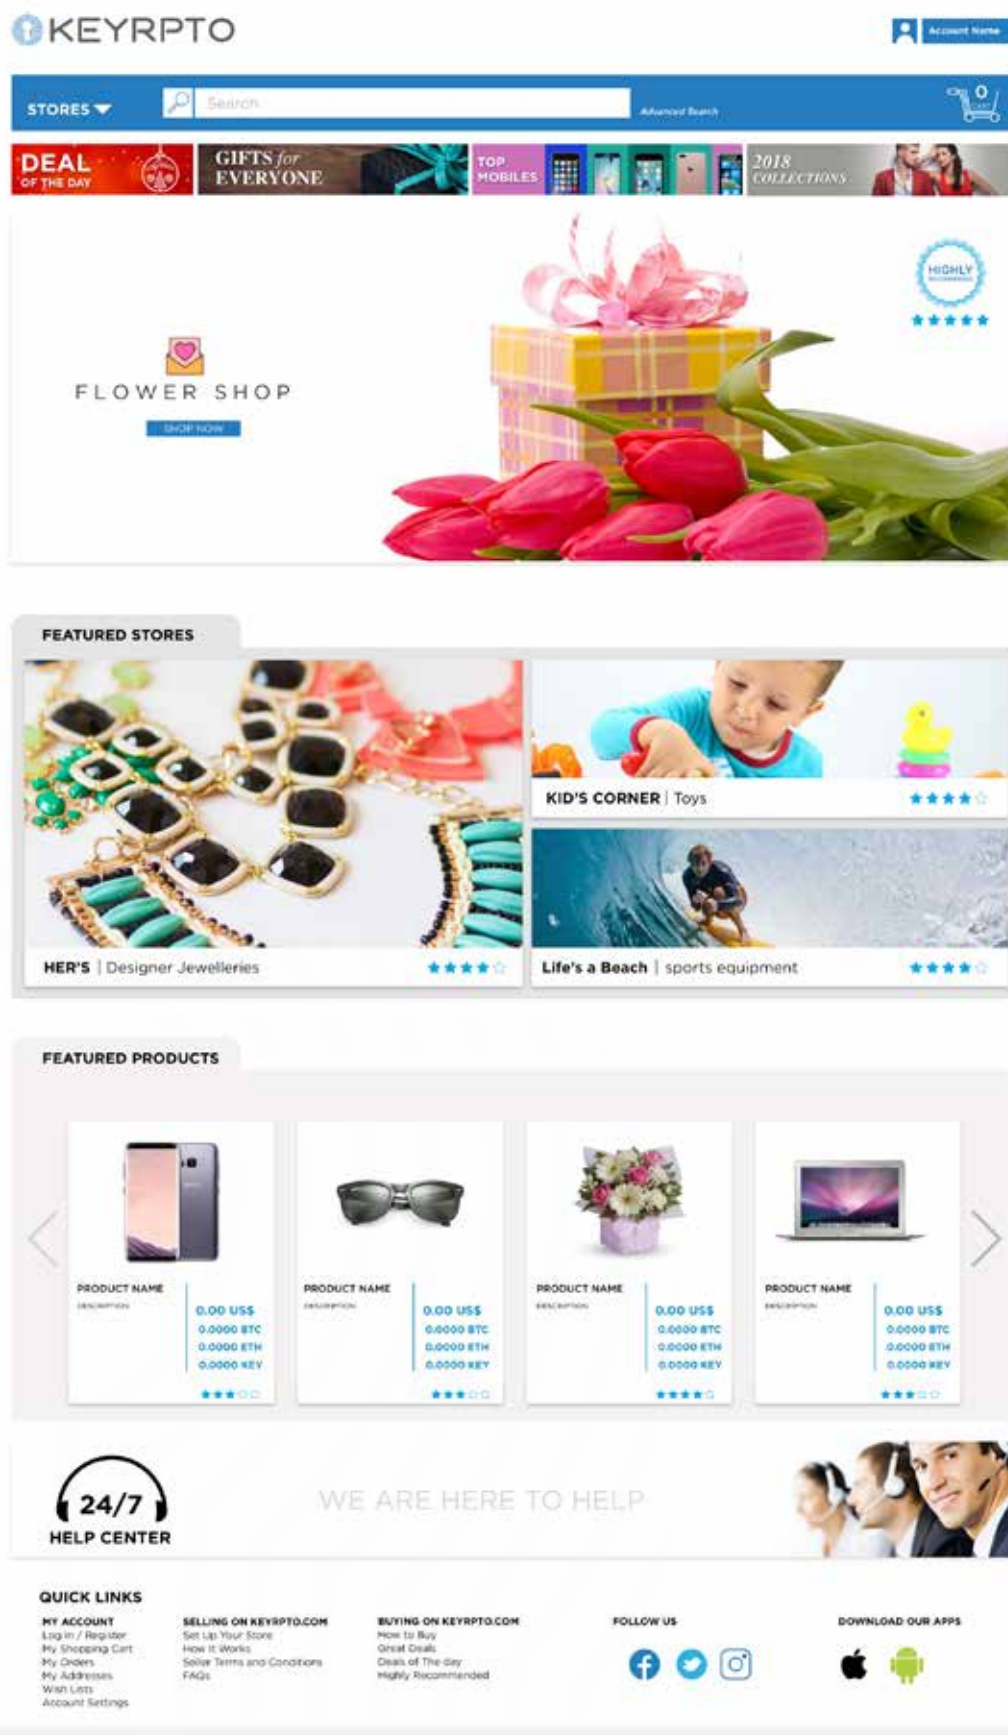 KEYRPTO
Account Name
STORES
Search
Advanced Search
0
CART
DEAL
OF THE DAY
GIFTS for
EVERYONE
TOP
MOBILES
2018
COLLECTIONS
HIGHLY
RECOMMENDED
FLOWER SHOP
SHOP NOW
FEATURED STORES
KID'S CORNER | Toys
HER'S | Designer Jewelleries
Life's a Beach | sports equipment
FEATURED PRODUCTS
PRODUCT NAME
DESCRIPTION
0.00 US$
0.0000 BTC
0.0000 ETH
0.0000 KEY
PRODUCT NAME
DESCRIPTION
0.00 US$
0.0000 BTC
0.0000 ETH
0.0000 KEY
PRODUCT NAME
DESCRIPTION
0.00 US$
0.0000 BTC
0.0000 ETH
0.0000 KEY
PRODUCT NAME
DESCRIPTION
0.00 US$
0.0000 BTC
0.0000 ETH
0.0000 KEY
24/7
HELP CENTER
WE ARE HERE TO HELP
QUICK LINKS
MY ACCOUNT
Log in / Register
My Shopping Cart
My Orders
My Addresses
Wish Lists
Account Settings
SELLING ON KEYRPTO.COM
Set Up Your Store
How It Works
Seller Terms and Conditions
FAQs
BUYING ON KEYRPTO.COM
How to Buy
Great Deals
Deals of The day
Highly Recommended
FOLLOW US
DOWNLOAD OUR APPS